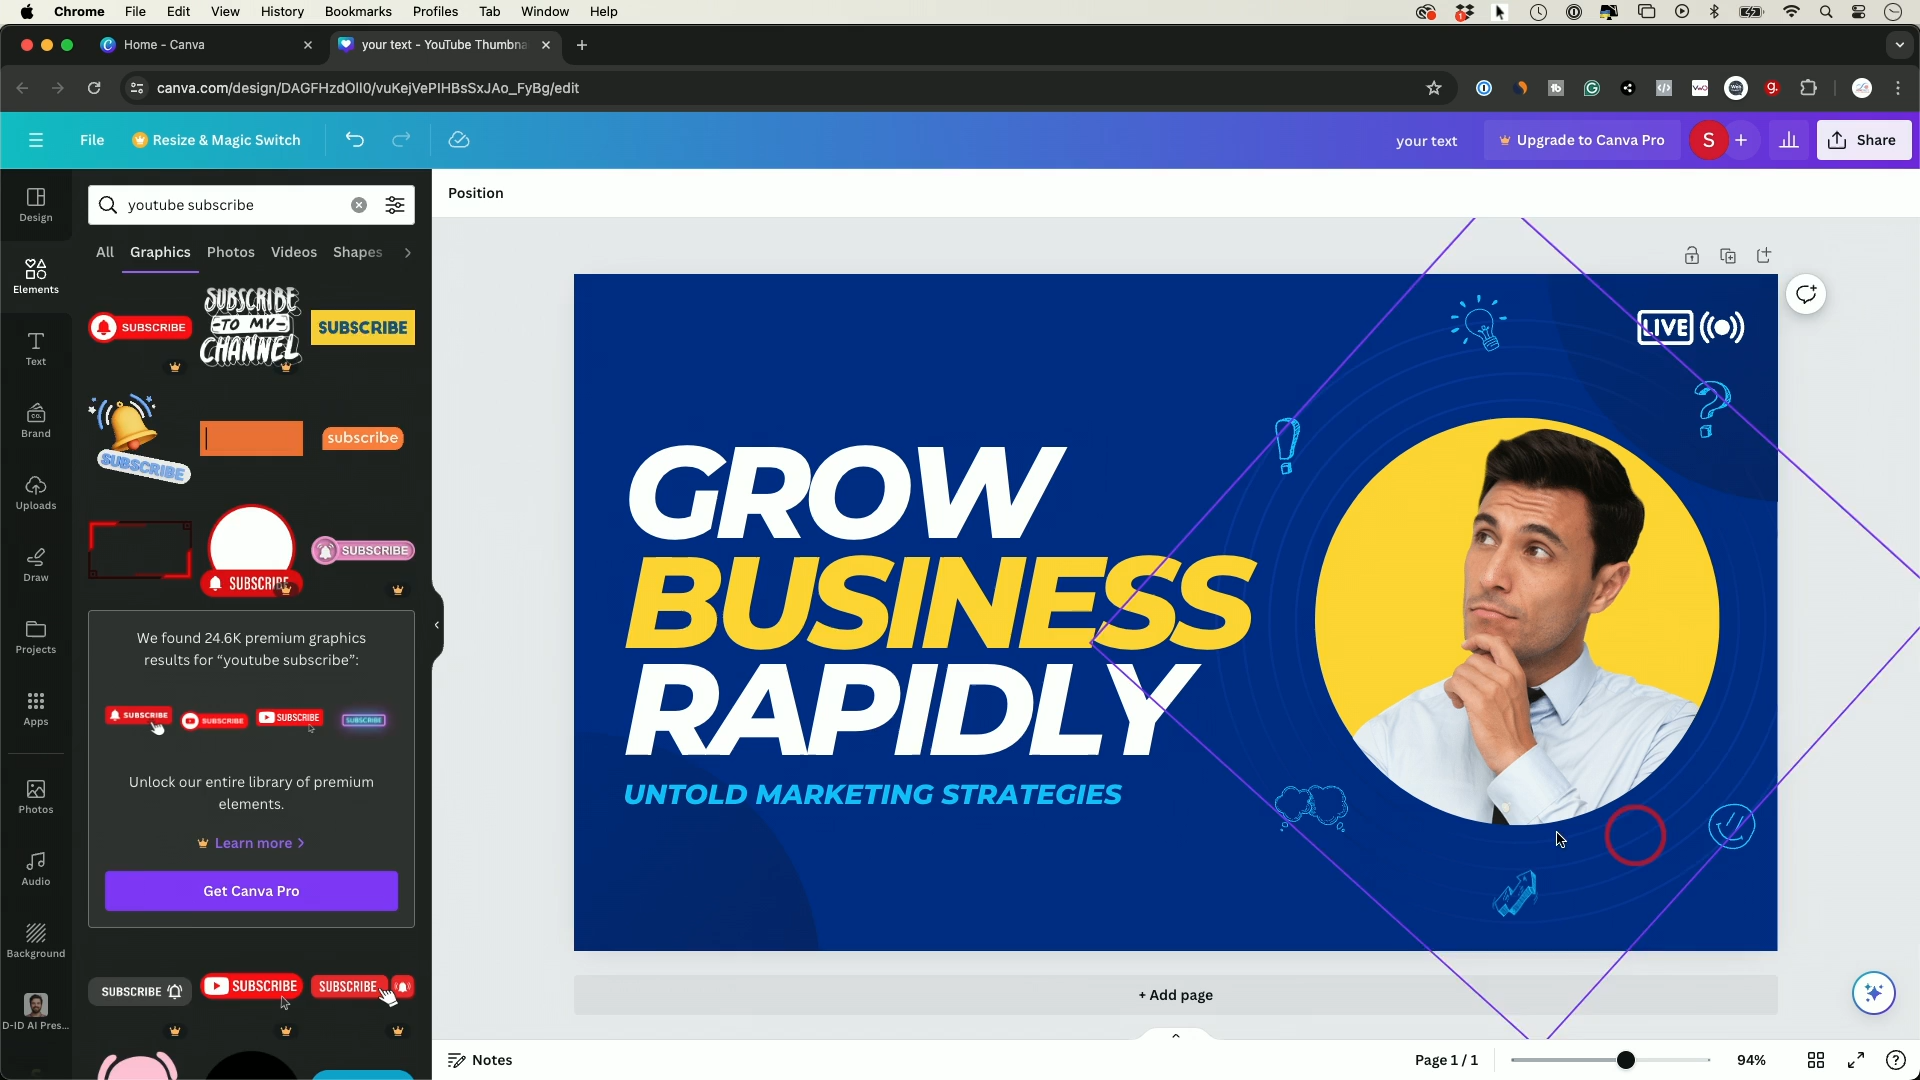 Chrome File Edit View History Bookmarks Profiles Tab Window Help
Home - Canva
your text - YouTube Thumbna
canva.com/design/DAGFHzdOll0/vuKejVePIHBsSxJAo_FyBg/edit
File Resize & Magic Switch
your text Upgrade to Canva Pro S + Share
Design
Elements
Text
Brand
Uploads
Draw
Projects
Apps
Photos
Audio
Background
D-ID AI Pres...
youtube subscribe
All Graphics Photos Videos Shapes
SUBSCRIBE
SUBSCRIBE
-TO MY-
CHANNEL
SUBSCRIBE
SUBSCRIBE
subscribe
SUBSCRIBE
SUBSCRIBE
We found 24.6K premium graphics
results for “youtube subscribe”:
SUBSCRIBE SUBSCRIBE SUBSCRIBE SUBSCRIBE
Unlock our entire library of premium
elements.
Learn more
Get Canva Pro
SUBSCRIBE SUBSCRIBE SUBSCRIBE
Position
LIVE
GROW
BUSINESS
RAPIDLY
UNTOLD MARKETING STRATEGIES
+ Add page
Notes
Page 1 / 1
94%